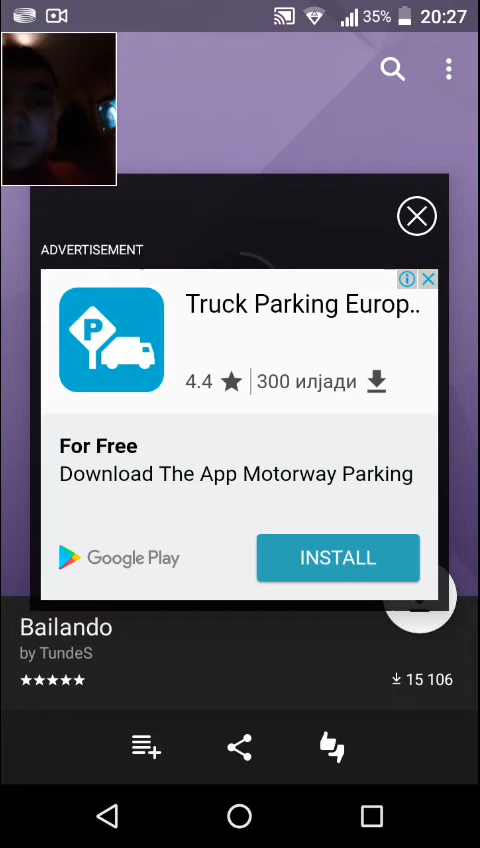 35% 20:27
ADVERTISEMENT
Truck Parking Europ..
4.4 300 илјади
For Free
Download The App Motorway Parking
Google Play
INSTALL
Bailando
by TundeS
15 106